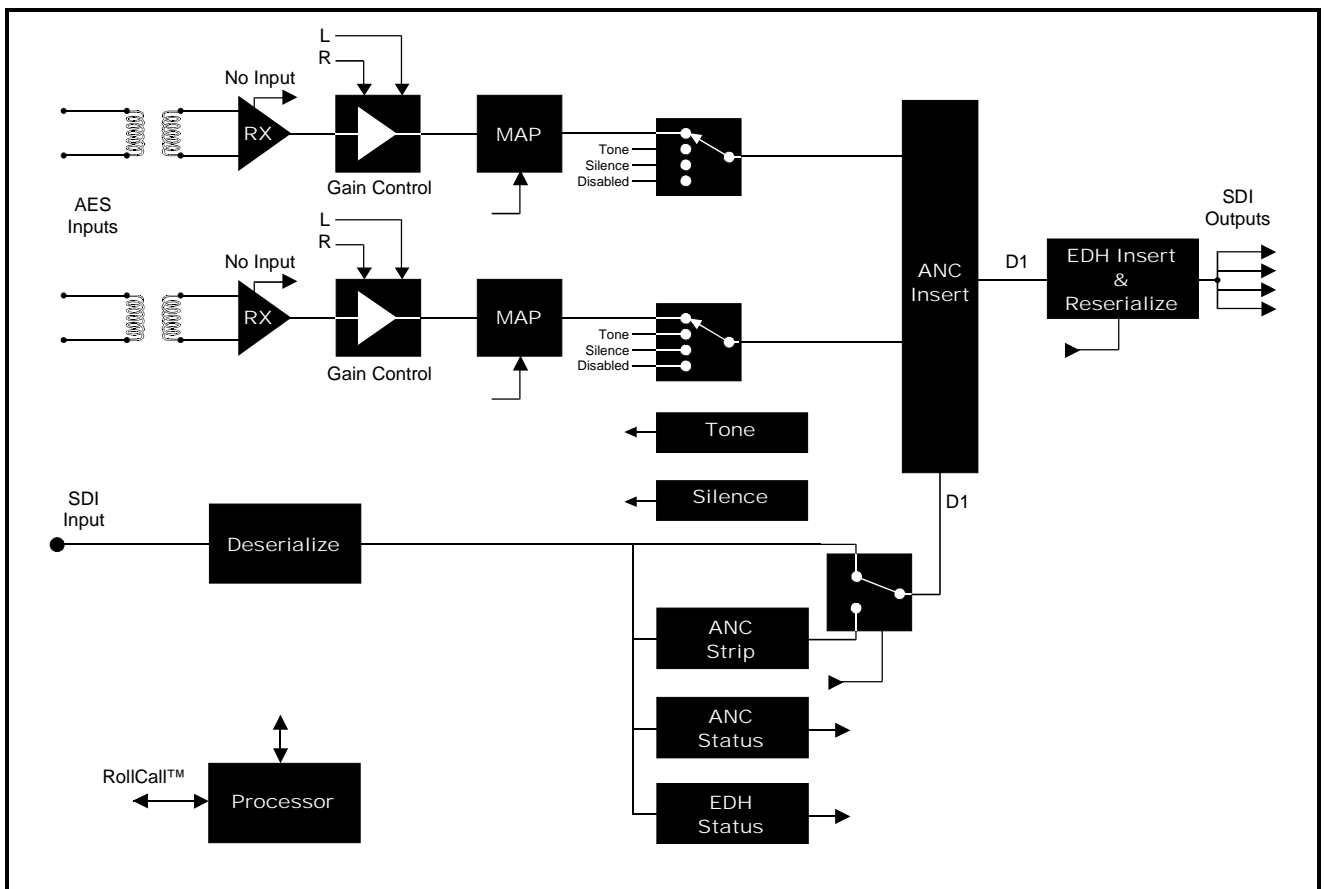 L
R
No Input
RX
MAP
Tone
Silence
Disabled
Gain Control
AES
Inputs
L
R
No Input
RX
MAP
Tone
Silence
Disabled
Gain Control
ANC
Insert
D1
EDH Insert
&
Reserialize
SDI
Outputs
Tone
Silence
D1
SDI
Input
Deserialize
ANC
Strip
ANC
Status
EDH
Status
RollCall™
Processor